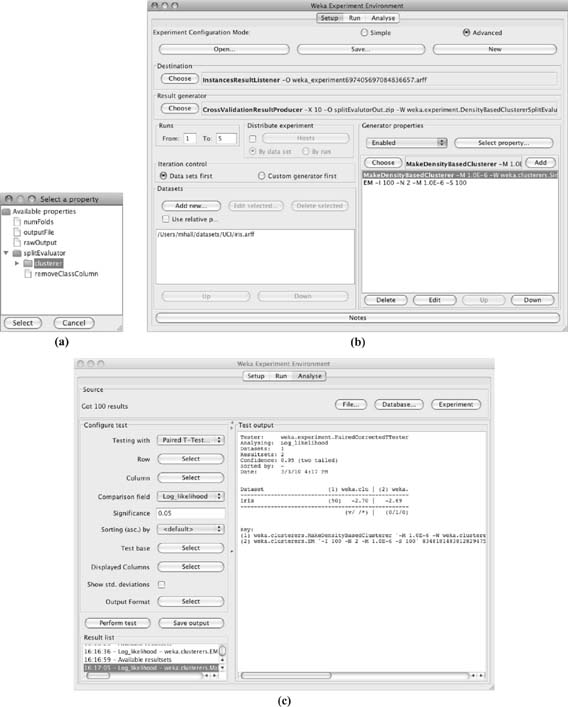 Select a property
Available properties
numFolds
outputFile
rawOutput
splitEvaluator
clusterer
removeClassColumn
Select
Cancel
(a)
Weka Experiment Environment
Setup Run Analyse
Experiment Configuration Mode: Simple Advanced
Open... Save... New
Destination
Choose InstancesResultListener -O weka_experiment697405697084836657.arff
Result generator
Choose CrossValidationResultProducer -X 10 -O splitEvalutorOut.zip -W weka.experiment.DensityBasedClustererSplitEvalu
Runs
From: 1 To: 5
Distribute experiment
Hosts
By data set By run
Generator properties
Enabled Select property...
Iteration control
Data sets first Custom generator first
Choose MakeDensityBasedClusterer -M 1.0E Add
MakeDensityBasedClusterer -M 1.0E-6 -W weka.clusterers.Sim
EM -I 100 -N 2 -M 1.0E-6 -S 100
Datasets
Add new... Edit selected... Delete selected
Use relative p...
/Users/mhall/datasets/UCI/iris.arff
Up Down
Delete Edit Up Down
Notes
(b)
Weka Experiment Environment
Setup Run Analyse
Source
Got 100 results
File... Database... Experiment
Configure test
Testing with Paired T-Test...
Row Select
Column Select
Comparison field Log_likelihood
Significance 0.05
Sorting (asc.) by <default>
Test base Select
Displayed Columns Select
Show std. deviations
Output Format Select
Perform test Save output
Result list
16:16:36 - Log_likelihood - weka.clusterers.EM
16:16:59 - Available resultsets
16:17:05 - Log_likelihood - weka.clusterers.Ma
Test output
Tester: weka.experiment.PairedCorrectedTTester
Analysing: Log_likelihood
Datasets: 1
Resultsets: 2
Confidence: 0.05 (two tailed)
Sorted by: -
Date: 3/3/10 4:17 PM
Dataset (1) weka.clu | (2) weka.
iris (50) -2.70 | -2.49
(v/ /*) | (0/1/0)
Key:
(1) weka.clusterers.MakeDensityBasedClusterer '-M 1.0E-6 -W weka.clusterer
(2) weka.clusterers.EM '-I 100 -N 2 -M 1.0E-6 -S 100'
(c)